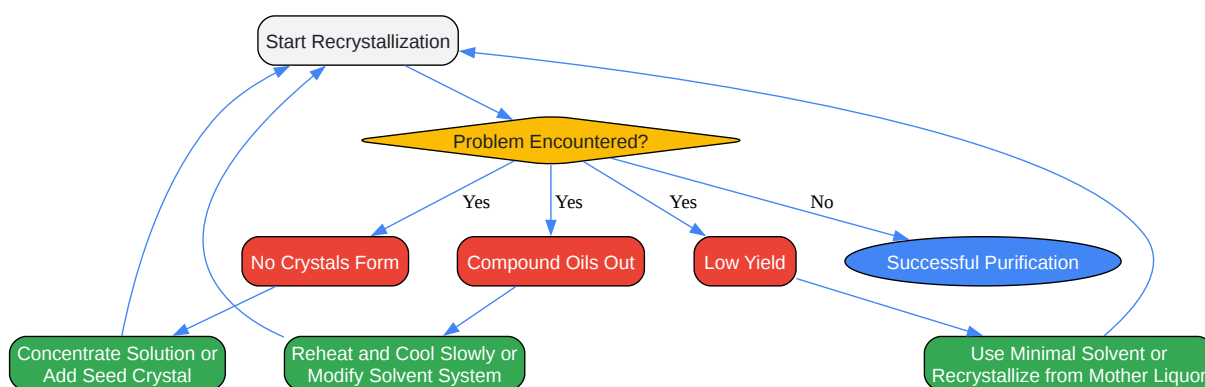 Start Recrystallization
Problem Encountered?
Yes
Yes
Yes
No
No Crystals Form
Compound Oils Out
Low Yield
Successful Purification
Concentrate Solution or
Add Seed Crystal
Reheat and Cool Slowly or
Modify Solvent System
Use Minimal Solvent or
Recrystallize from Mother Liquor